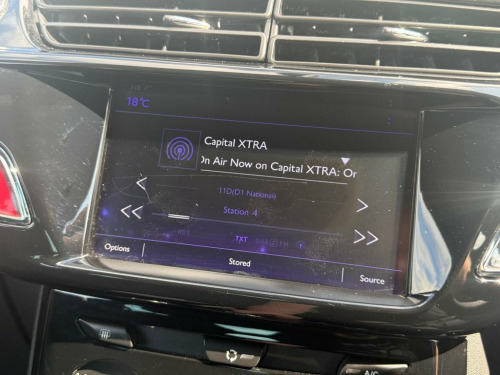 18°C
Capital XTRA
On Air Now on Capital XTRA: Or
11D(D1 National)
Station 4
TXT
FM
Options
Stored
Source
A/C